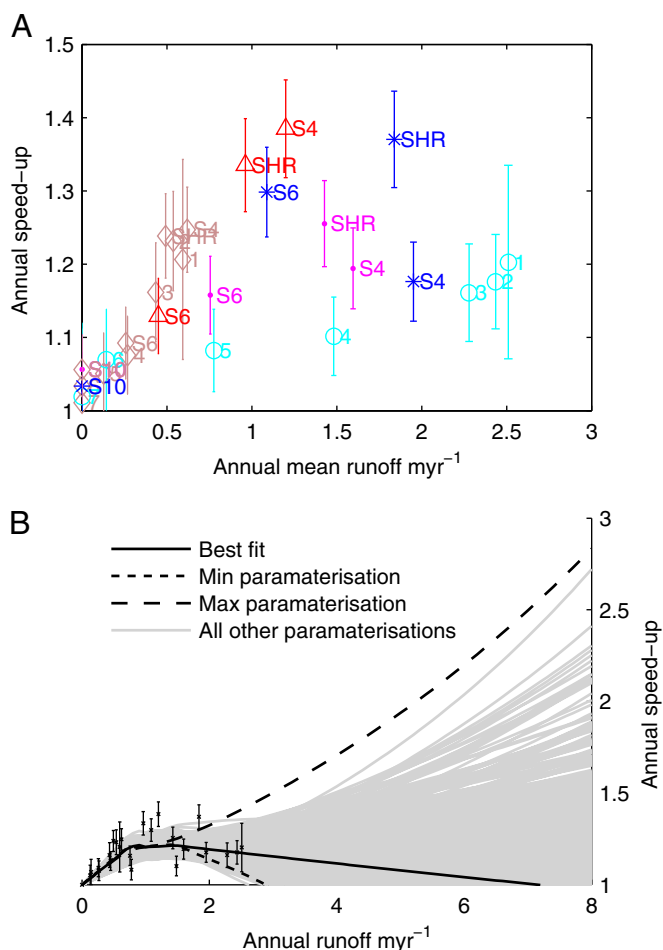 A
1.5
1.4
1.3
1.2
1.1
1
Annual speed–up
S4
SHR
SHR
S6
SHR
S4
S4
S6
S4
1
3
S6
S6
4
1
2
3
4
5
6
S10
0
0.5
1
1.5
2
2.5
3
Annual mean runoff myr−1
B
Best fit
Min paramaterisation
Max paramaterisation
All other paramaterisations
3
2.5
2
1.5
1
Annual speed–up
0
2
4
6
8
Annual runoff myr−1